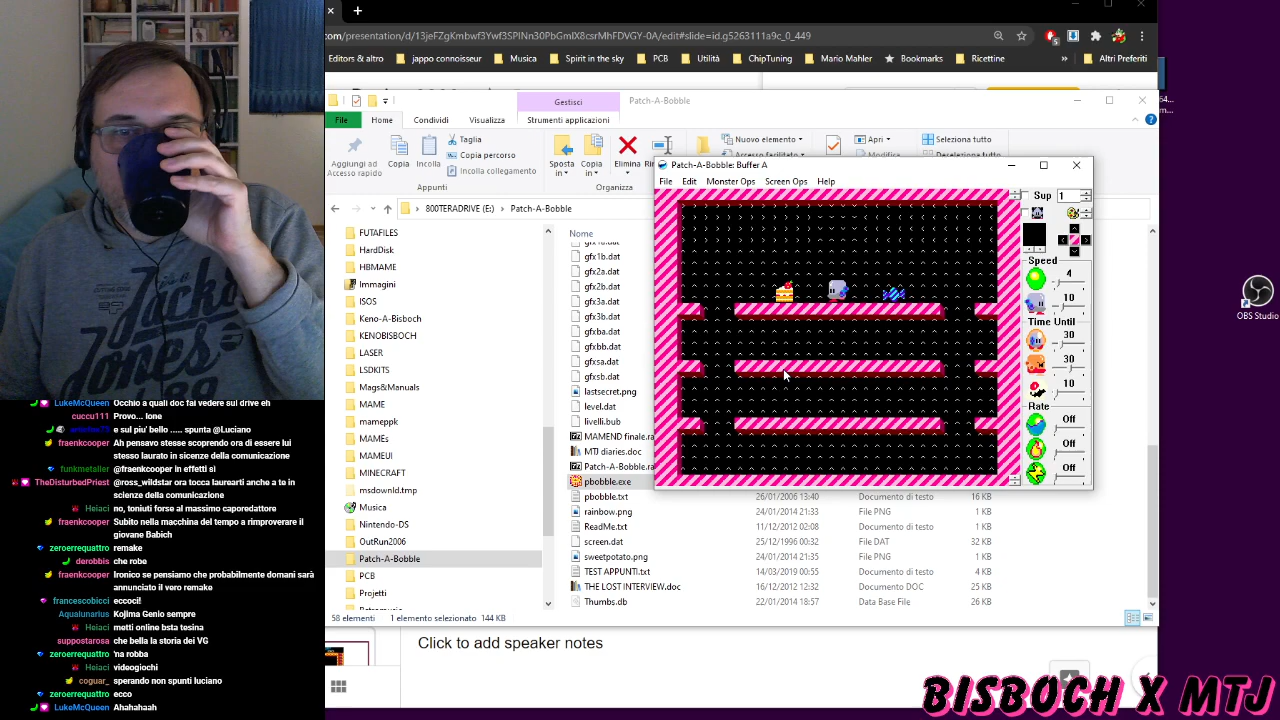 com/presentation/d/13jeFZgKmbwf3Ywf3SPINn30PbGmlX8csrMhFDVGY-0A/edit#slide=id.g5263111a9c_0_449
Editors & altro
jappo conoisseur
Musica
Spirit in the sky
PCB
Utilità
ChipTuning
Mario Mahler
Bookmarks
Ricettine
»
Altri Preferiti
Gestisci
Patch-A-Bobble
File
Home
Condividi
Visualizza
Strumenti applicazioni
Aggiungi ad
Accesso rapido
Copia
Incolla
Taglia
Copia percorso
Incolla collegamento
Appunti
Sposta
Copia
Elimina
Organizza
Nuovo elemento
Apri
Seleziona tutto
800TERADRIVE (E:) > Patch-A-Bobble
FUTAFILES
HardDisk
HBMAME
Immagini
ISOS
Keno-A-Bisboch
KENOBISBOCH
LASER
LSDKITS
Mags&Manuals
MAME
mameppk
MAMEs
MAMEUI
MINECRAFT
msdownld.tmp
Musica
Nintendo-DS
OutRun2006
Patch-A-Bobble
PCB
Projetti
Nome
gfx1b.dat
gfx2a.dat
gfx2b.dat
gfx3a.dat
gfx3b.dat
gfxba.dat
gfxbb.dat
gfxsa.dat
gfxsb.dat
lastsecret.png
level.dat
livelli.bub
MAMEND finale.ra
MTJ diaries.doc
Patch-A-Bobble.ra
pbobble.exe
pbobble.txt 26/01/2006 13:40 Documento di testo 16 KB
rainbow.png 24/01/2014 21:33 File PNG 1 KB
ReadMe.txt 11/12/2012 02:08 Documento di testo 1 KB
screen.dat 25/12/1996 00:32 File DAT 32 KB
sweetpotato.png 24/01/2014 21:35 File PNG 1 KB
TEST APPUNTI.txt 14/03/2019 00:55 Documento di testo 4 KB
THE LOST INTERVIEW.doc 16/12/2012 12:32 Documento DOC 25 KB
Thumbs.db 22/01/2014 18:57 Data Base File 26 KB
58 elementi 1 elemento selezionato 144 KB
Patch-A-Bobble: Buffer A
File Edit Monster Ops Screen Ops Help
Sup 1
Speed
4
10
Time Until
30
30
10
Rate
Off
Off
Off
OBS Studio
Click to add speaker notes
LukeMcQueen Occhio a quali doc fai vedere sul drive eh
cuccu111 Provo... Ione
e sul piu' bello ..... spunta @Luciano
fraenkcooper Ah pensavo stesse scoprendo ora di essere lui
stesso laurato in sicenze della comunicazione
funkmetalier @fraenkcooper in effetti sì
TheDisturbedPriest @ross_wildstar ora tocca laurearti anche a te in
scienze della comunicazione
Heiaci no, toniuti forse al massimo caporedattore
fraenkcooper Subito nella macchina del tempo a rimproverare il
giovane Babich
zeroerrequattro remake
derobbis che robe
fraenkcooper Ironico se pensiamo che probabilmente domani sarà
annunciato il vero remake
francescobicci eccoci!
Aqualunarius Kojima Genio sempre
Heiaci metti online bsta tesina
suppostarosa che bella la storia dei VG
zeroerrequattro 'na robba
Heiaci videogiochi
coguar_ sperando non spunti luciano
zeroerrequattro ecco
LukeMcQueen Ahahahaah
BISBOCH X MTJ